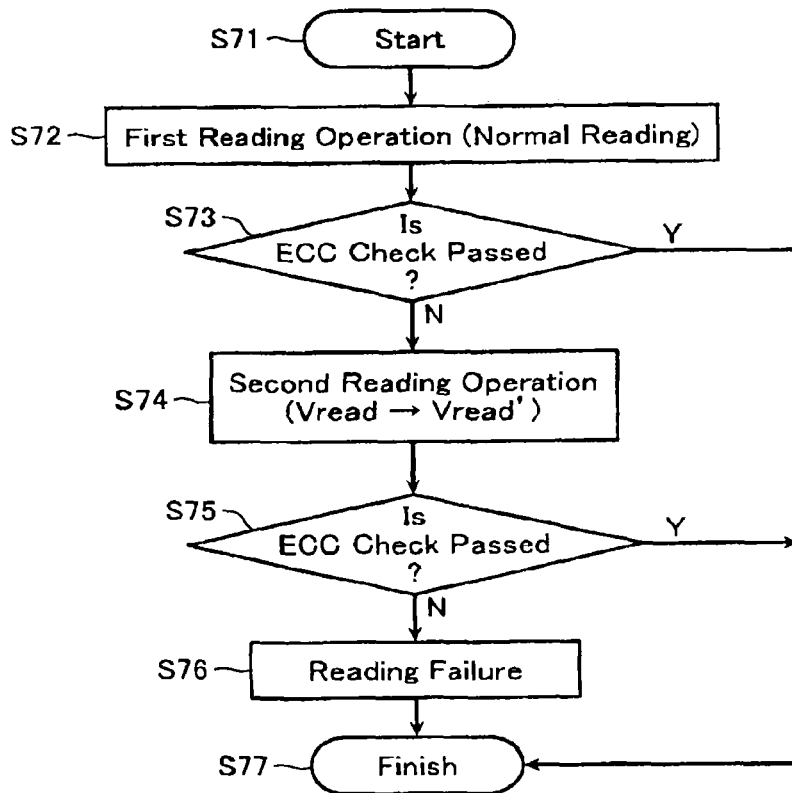 S71
Start
S72
First Reading Operation (Normal Reading)
S73
Is
ECC Check Passed
?
Y
N
S74
Second Reading Operation
(Vread → Vread')
S75
Is
ECC Check Passed
?
Y
N
S76
Reading Failure
S77
Finish